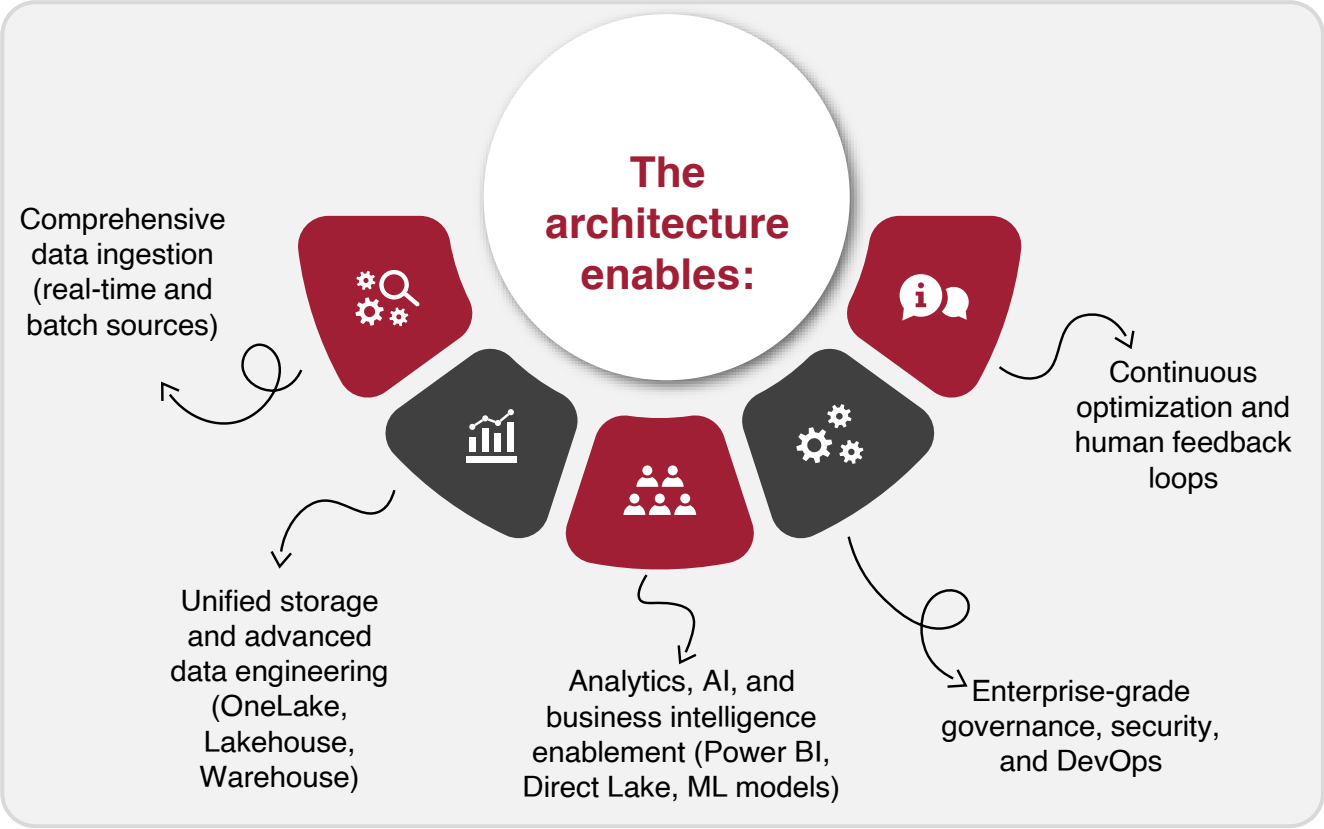 The
architecture
enables:
Comprehensive
data ingestion
(real-time and
batch sources)
Unified storage
and advanced
data engineering
(OneLake,
Lakehouse,
Warehouse)
Analytics, AI, and
business intelligence
enablement (Power BI,
Direct Lake, ML models)
Enterprise-grade
governance, security,
and DevOps
Continuous
optimization and
human feedback
loops